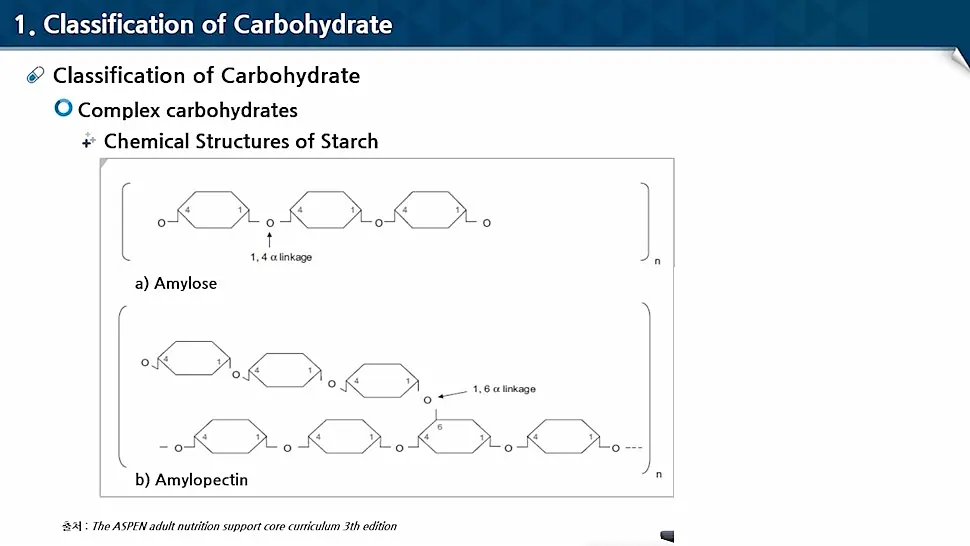 1. Classification of Carbohydrate
Classification of Carbohydrate
Complex carbohydrates
Chemical Structures of Starch
4 1 4 1 4 1
O O O O
1, 4 α linkage
n
a) Amylose
O 4 1
O 4 1
O 4 1
O
1, 6 α linkage
6
O 4 1 O 4 1 O 4 1 O 4 1 O
n
b) Amylopectin
출처 : The ASPEN adult nutrition support core curriculum 3th edition